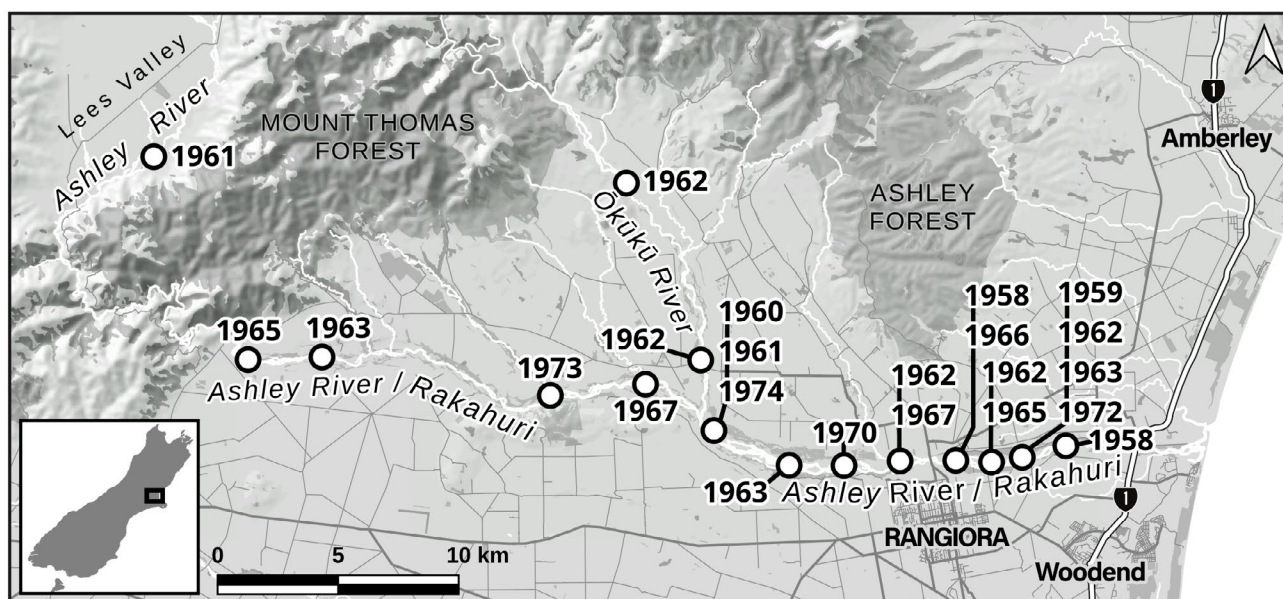 Lees Valley
Ashley River
1961
MOUNT THOMAS
FOREST
1962
Ōkūkū River
ASHLEY
FOREST
1
Amberley
1965
1963
Ashley River / Rakahuri
1973
1967
1962
1960
1961
1974
1963
1970
1962
1967
1958
1966
1962
1965
1959
1962
1963
1972
1958
Ashley River / Rakahuri
RANGIORA
1
Woodend
0 5 10 km